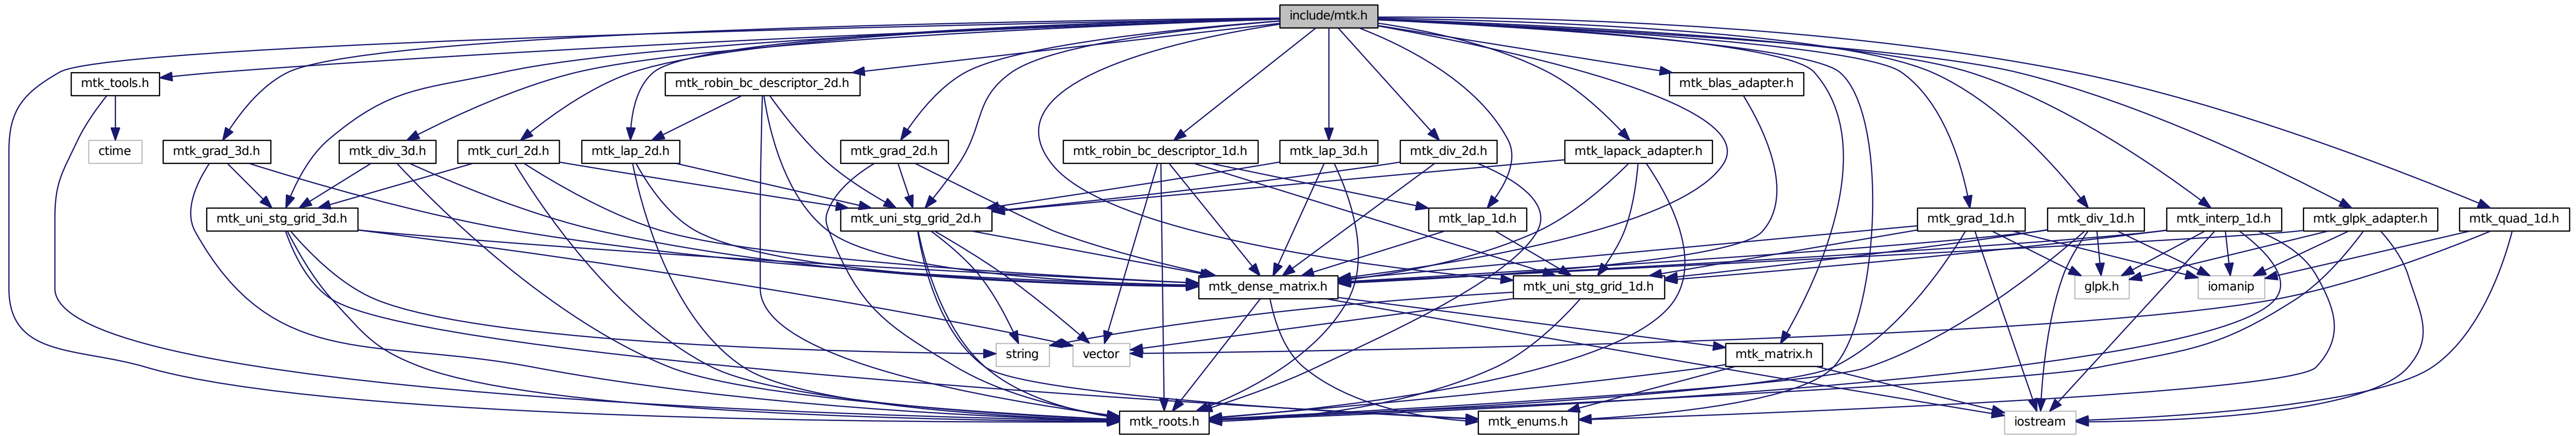 include/mtk.h
mtk_tools.h
mtk_robin_bc_descriptor_2d.h
mtk_blas_adapter.h
ctime
mtk_grad_3d.h
mtk_div_3d.h
mtk_curl_2d.h
mtk_lap_2d.h
mtk_grad_2d.h
mtk_robin_bc_descriptor_1d.h
mtk_lap_3d.h
mtk_div_2d.h
mtk_lapack_adapter.h
mtk_uni_stg_grid_3d.h
mtk_uni_stg_grid_2d.h
mtk_lap_1d.h
mtk_grad_1d.h
mtk_div_1d.h
mtk_interp_1d.h
mtk_glpk_adapter.h
mtk_quad_1d.h
mtk_dense_matrix.h
mtk_uni_stg_grid_1d.h
glpk.h
iomanip
string
vector
mtk_matrix.h
mtk_roots.h
mtk_enums.h
iostream